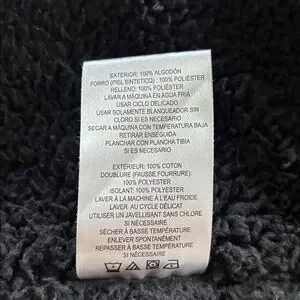 EXTERIOR: 100% ALGODÓN
FORRO (PIEL SINTETICO) : 100% POLIÉSTER
RELLENO: 100% POLIÉSTER
LAVAR A MÁQUINA EN AGUA FRIA
USAR CICLO DELICADO
USAR SOLAMENTE BLANQUEADOR SIN
CLORO SI ES NECESARIO
SECAR A MÁQUINA CON TEMPERATURA BAJA
RETIRAR ENSEGUIDA
PLANCHAR CON PLANCHA TIBIA
SI ES NECESSARIO
EXTÉRIEUR: 100% COTON
DOUBLURE (FAUSSE FOURRURE):
100% POLYESTER
ISOLANT: 100% POLYESTER
LAVER À LA MACHINE À L'EAU FROIDE
LAVER AU CYCLE DÉLICAT
UTILISER UN JAVELLISANT SANS CHLORE
SI NÉCESSAIRE
SÉCHER À BASSE TEMPÉRATURE
ENLEVER SPONTANÉMENT
REPASSER À BASSE TEMPÉRATURE
SI NÉCESSAIRE